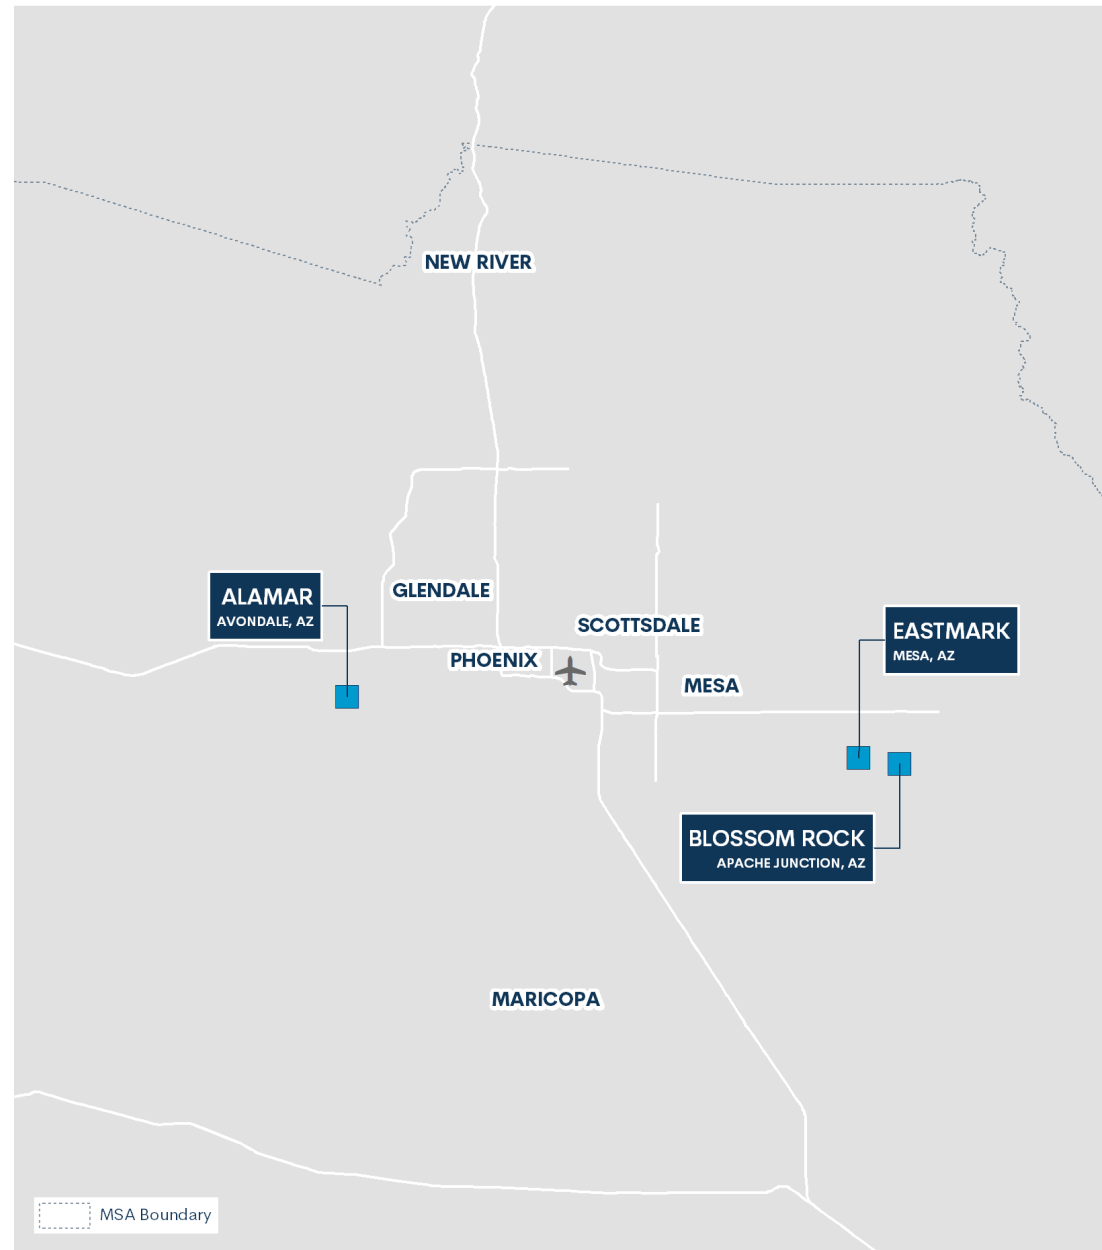 NEW RIVER
ALAMAR
AVONDALE, AZ
GLENDALE
SCOTTSDALE
EASTMARK
MESA, AZ
PHOENIX
MESA
BLOSSOM ROCK
APACHE JUNCTION, AZ
MARICOPA
MSA Boundary